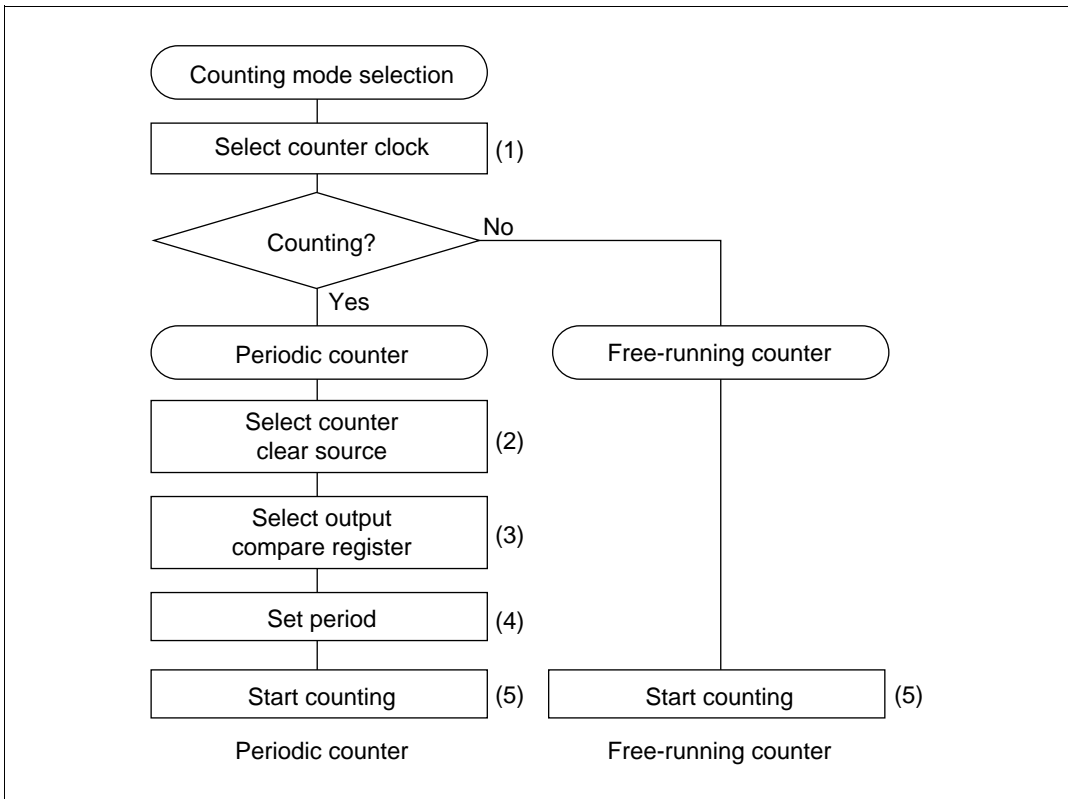 Counting mode selection
Select counter clock
(1)
Counting?
No
Yes
Periodic counter
Free-running counter
Select counter
clear source
(2)
Select output
compare register
(3)
Set period
(4)
Start counting
(5)
Start counting
(5)
Periodic counter
Free-running counter